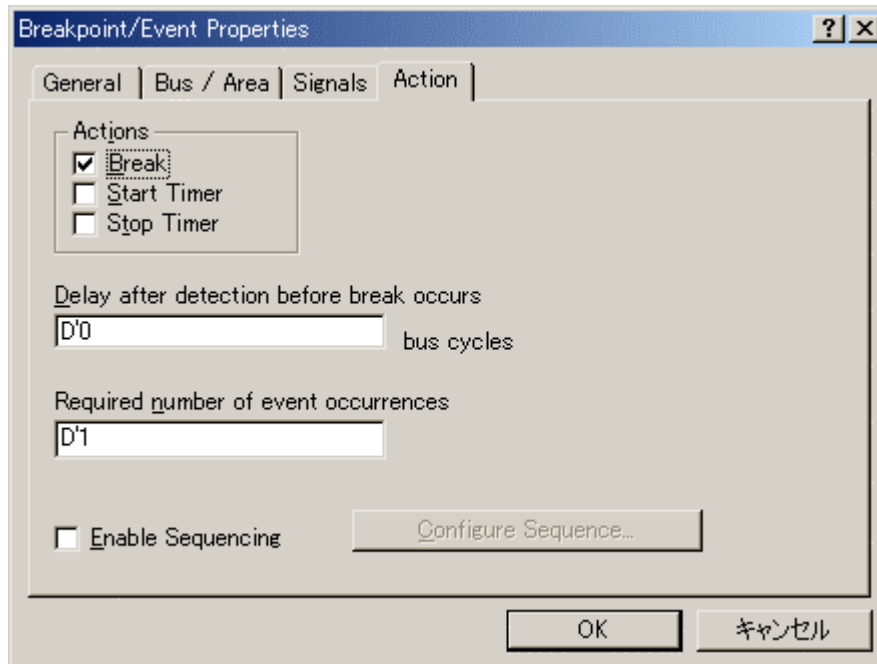 Breakpoint/Event Properties
General Bus / Area Signals Action
Actions
Break
Start Timer
Stop Timer
Delay after detection before break occurs
D'0 bus cycles
Required number of event occurrences
D'1
Enable Sequencing Configure Sequence...
OK キャンセル